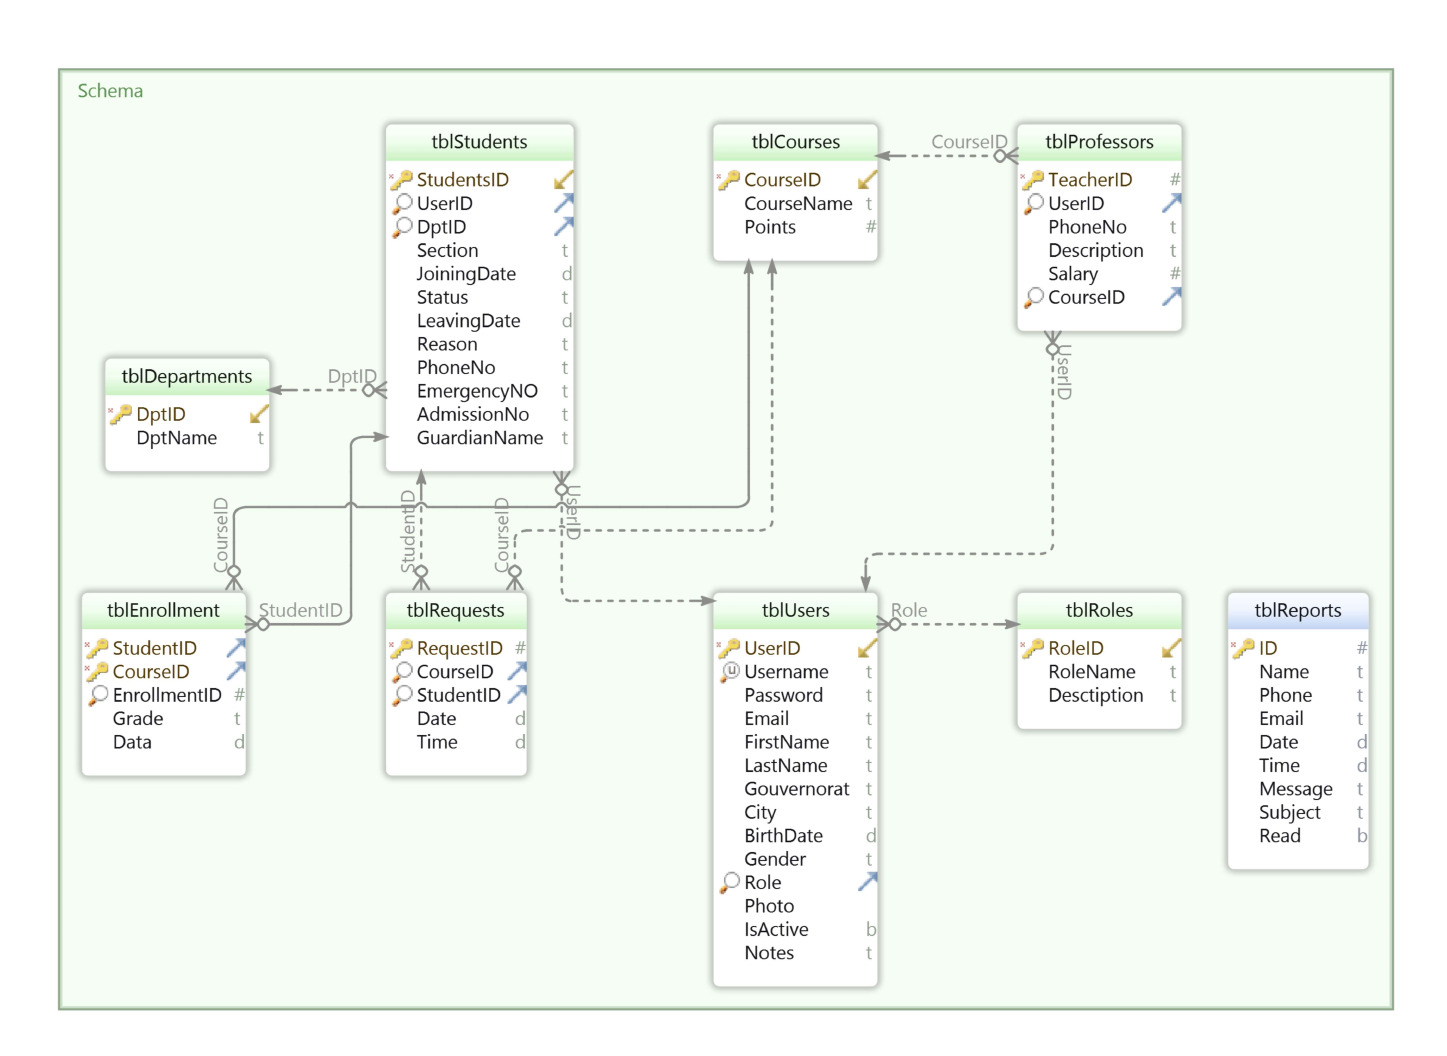 Schema
tblStudents
StudentsID
UserID
DptID
Section t
JoiningDate d
Status t
LeavingDate d
Reason t
PhoneNo t
EmergencyNO t
AdmissionNo t
GuardianName t
tblCourses
CourseID
CourseName t
Points #
CourseID
tblProfessors
TeacherID #
UserID
PhoneNo t
Description t
Salary #
CourseID
tblDepartments
DptID
DptName t
DptID
CourseID
StudentID
CourseID
UserID
UserID
tblEnrollment
StudentID
CourseID
EnrollmentID #
Grade t
Data d
StudentID
tblRequests
RequestID #
CourseID
StudentID
Date d
Time d
tblUsers
UserID
u Username t
Password t
Email t
FirstName t
LastName t
Gouvernorat t
City t
BirthDate d
Gender t
Role
Photo
IsActive b
Notes t
Role
tblRoles
RoleID
RoleName t
Desctiption t
tblReports
ID #
Name t
Phone t
Email t
Date d
Time d
Message t
Subject t
Read b